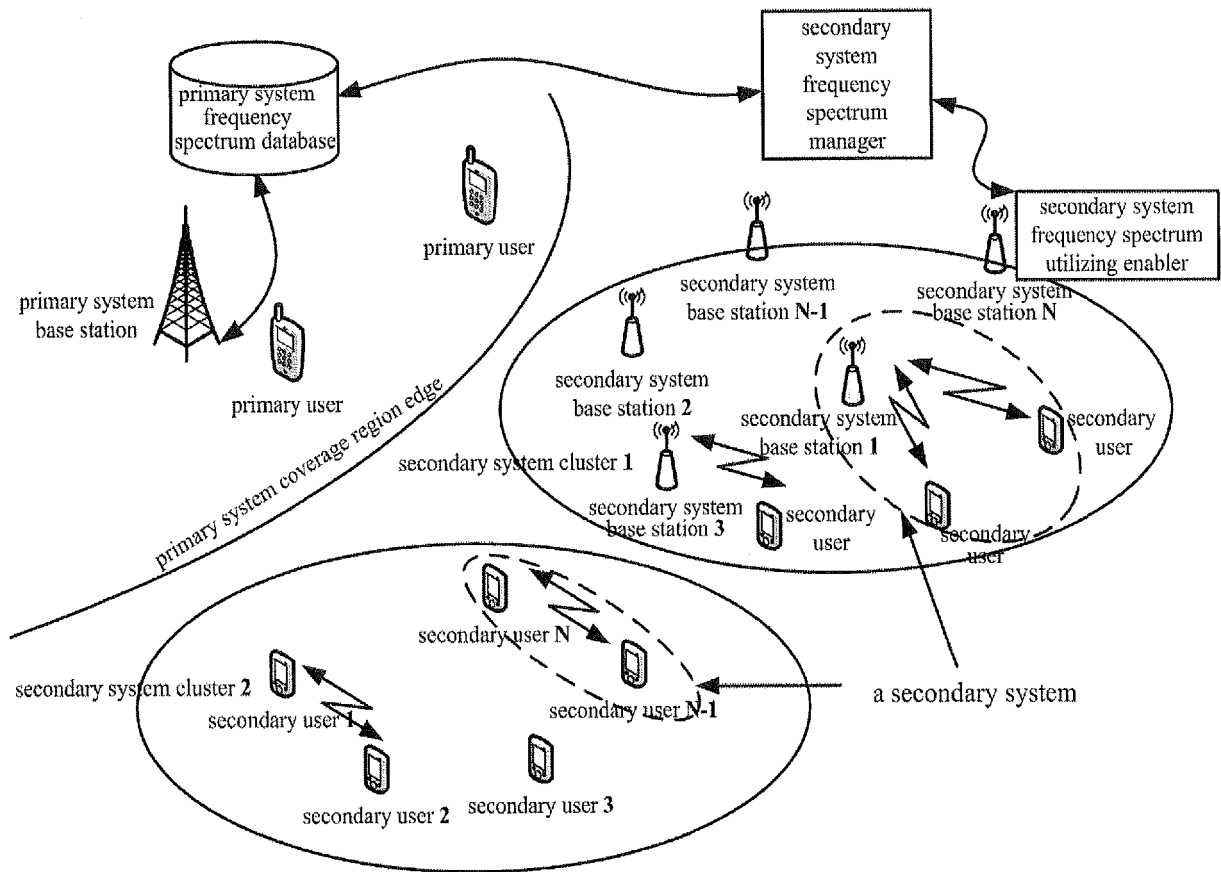 primary system
frequency
spectrum database
secondary
system
frequency
spectrum
manager
primary user
secondary system
frequency spectrum
utilizing enabler
primary system
base station
primary user
secondary system
base station N-1
secondary system
base station N
secondary system
base station 2
secondary system
base station 1
secondary
user
secondary system cluster 1
secondary system
base station 3
secondary
user
secondary
user
primary system coverage region edge
secondary user N
secondary system cluster 2
secondary user 1
secondary user N-1
a secondary system
secondary user 2
secondary user 3